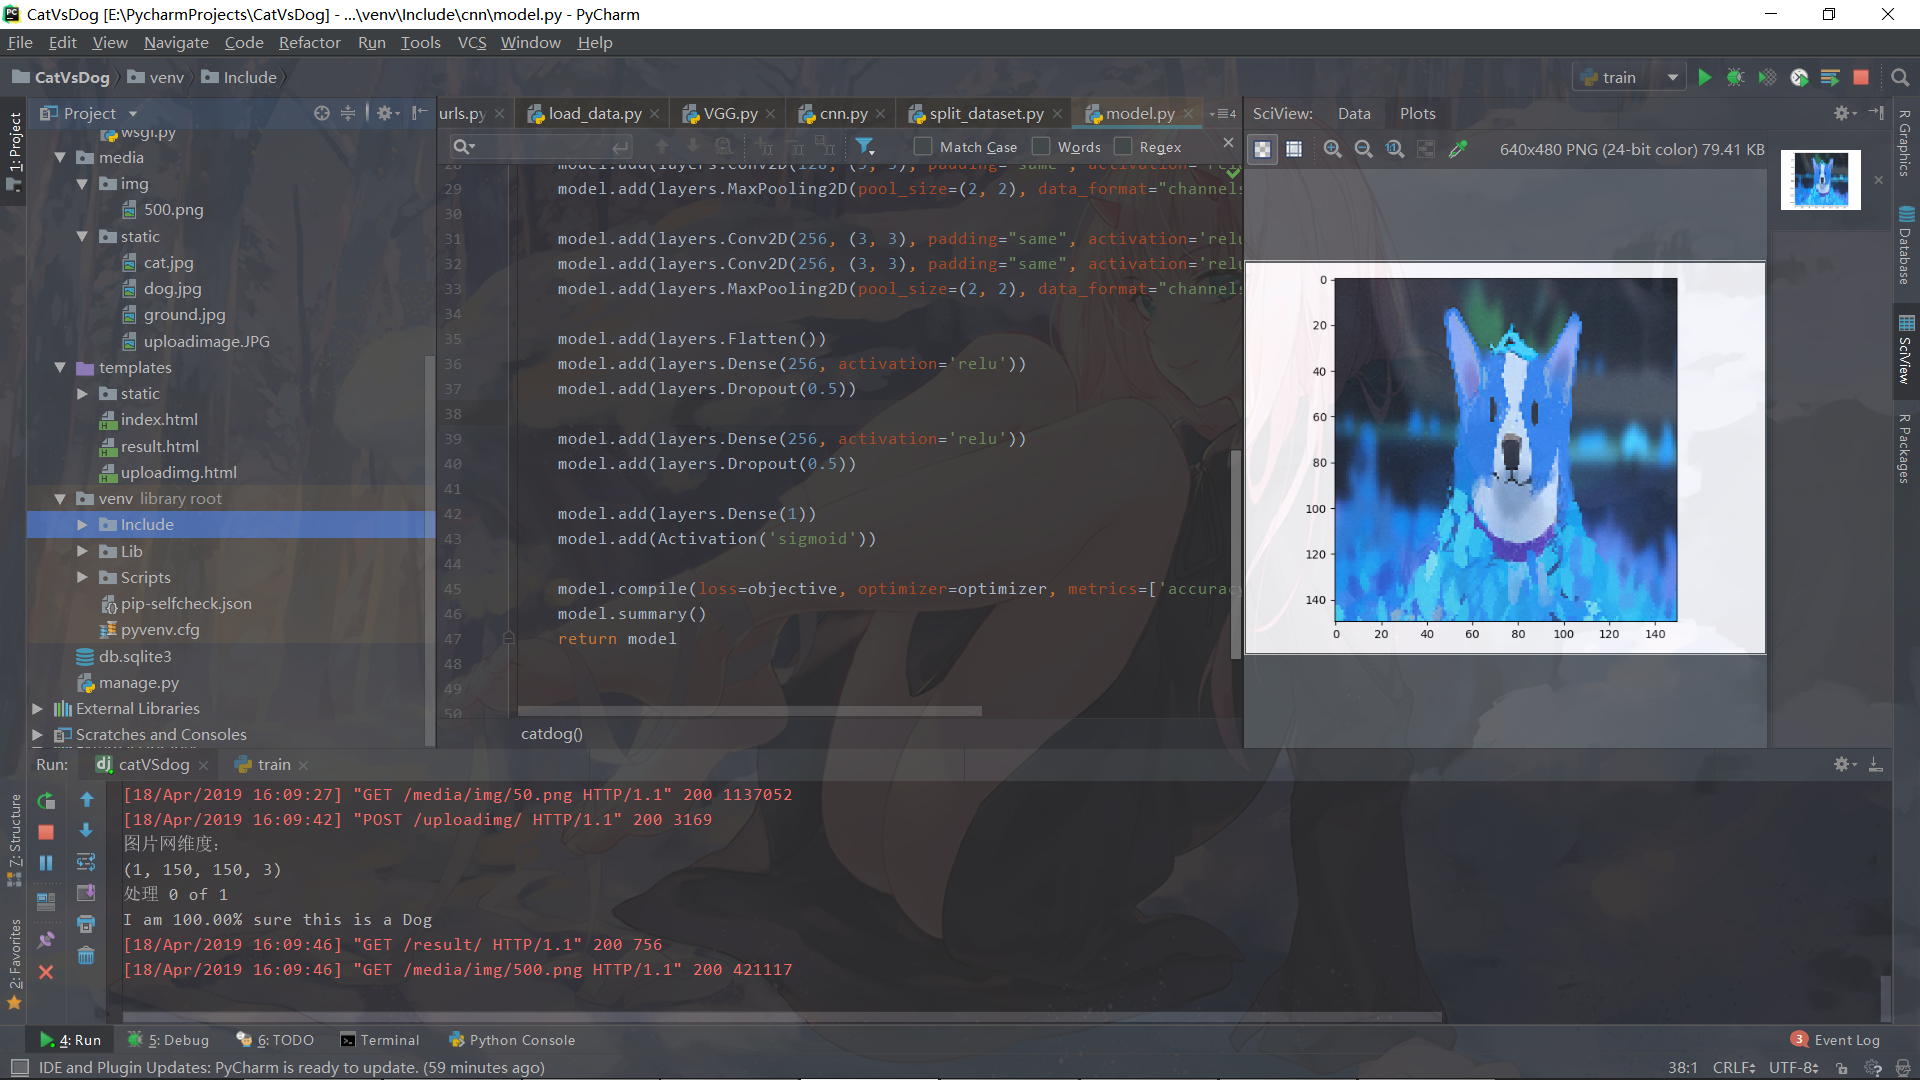 CatVsDog [E:\PycharmProjects\CatVsDog] - ...\venv\Include\cnn\model.py - PyCharm
File Edit View Navigate Code Refactor Run Tools VCS Window Help
CatVsDog venv Include train
1: Project
Project
wsgi.py
media
img
500.png
static
cat.jpg
dog.jpg
ground.jpg
uploadimage.JPG
templates
static
index.html
result.html
uploadimg.html
venv library root
Include
Lib
Scripts
pip-selfcheck.json
pyvenv.cfg
db.sqlite3
manage.py
External Libraries
Scratches and Consoles
urls.py load_data.py VGG.py cnn.py split_dataset.py model.py 4
Match Case Words Regex
29 model.add(layers.MaxPooling2D(pool_size=(2, 2), data_format="channels
30
31 model.add(layers.Conv2D(256, (3, 3), padding="same", activation='relu
32 model.add(layers.Conv2D(256, (3, 3), padding="same", activation='relu
33 model.add(layers.MaxPooling2D(pool_size=(2, 2), data_format="channels
34
35 model.add(layers.Flatten())
36 model.add(layers.Dense(256, activation='relu'))
37 model.add(layers.Dropout(0.5))
38
39 model.add(layers.Dense(256, activation='relu'))
40 model.add(layers.Dropout(0.5))
41
42 model.add(layers.Dense(1))
43 model.add(Activation('sigmoid'))
44
45 model.compile(loss=objective, optimizer=optimizer, metrics=['accuracy
46 model.summary()
47 return model
48
49
50
catdog()
SciView: Data Plots
640x480 PNG (24-bit color) 79.41 KB
0
20
40
60
80
100
120
140
0 20 40 60 80 100 120 140
R Graphics
Database
SciView
R Packages
Run: catVSdog train
[18/Apr/2019 16:09:27] "GET /media/img/50.png HTTP/1.1" 200 1137052
[18/Apr/2019 16:09:42] "POST /uploadimg/ HTTP/1.1" 200 3169
图片网维度：
(1, 150, 150, 3)
处理 0 of 1
I am 100.00% sure this is a Dog
[18/Apr/2019 16:09:46] "GET /result/ HTTP/1.1" 200 756
[18/Apr/2019 16:09:46] "GET /media/img/500.png HTTP/1.1" 200 421117
7: Structure
2: Favorites
4: Run 5: Debug 6: TODO Terminal Python Console 3 Event Log
IDE and Plugin Updates: PyCharm is ready to update. (59 minutes ago) 38:1 CRLF UTF-8